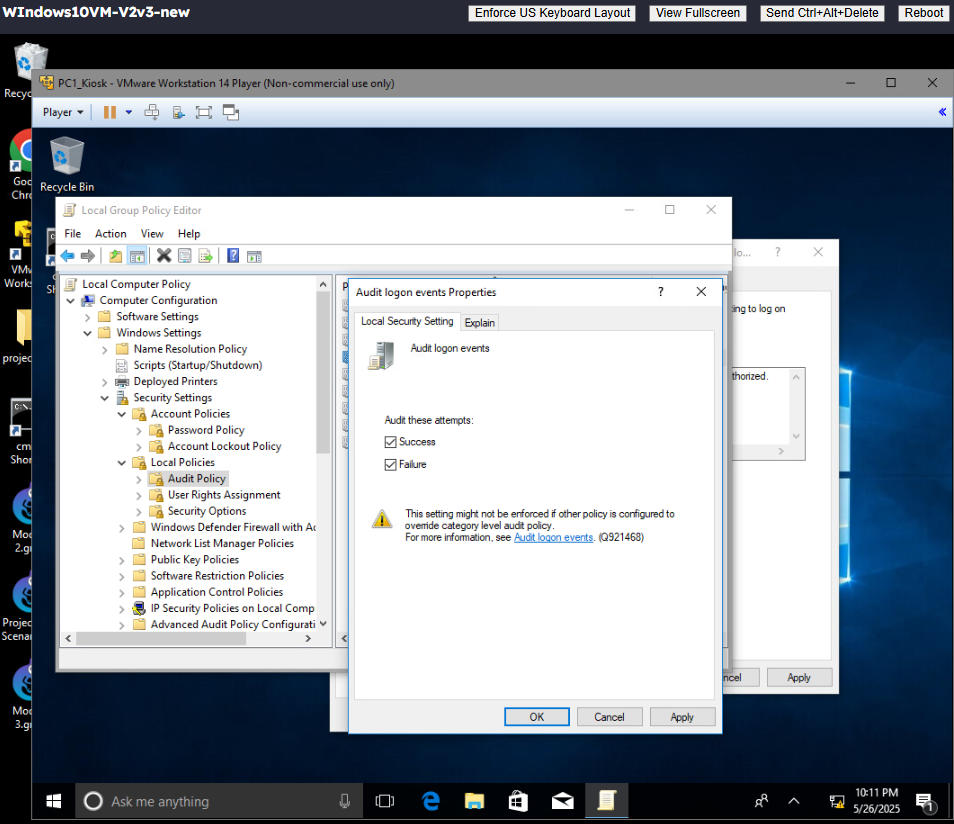 WIndows10VM-V2v3-new
Enforce US Keyboard Layout
View Fullscreen
Send Ctrl+Alt+Delete
Reboot
PC1_Kiosk - VMware Workstation 14 Player (Non-commercial use only)
Player
Recycle Bin
Local Group Policy Editor
File Action View Help
Local Computer Policy
Computer Configuration
Software Settings
Windows Settings
Name Resolution Policy
Scripts (Startup/Shutdown)
Deployed Printers
Security Settings
Account Policies
Password Policy
Account Lockout Policy
Local Policies
Audit Policy
User Rights Assignment
Security Options
Windows Defender Firewall with Ac
Network List Manager Policies
Public Key Policies
Software Restriction Policies
Application Control Policies
IP Security Policies on Local Comp
Advanced Audit Policy Configurati
Audit logon events Properties
Local Security Setting
Explain
Audit logon events
Audit these attempts:
Success
Failure
This setting might not be enforced if other policy is configured to
override category level audit policy.
For more information, see Audit logon events. (Q921468)
OK
Cancel
Apply
lo...
ing to log on
thorized.
ncel
Apply
Recyc
Goo
Chro
VMw
Works
projec
cm
Shor
Moc
2.gr
Projec
Scenar
Moc
3.gr
Ask me anything
10:11 PM
5/26/2025
1